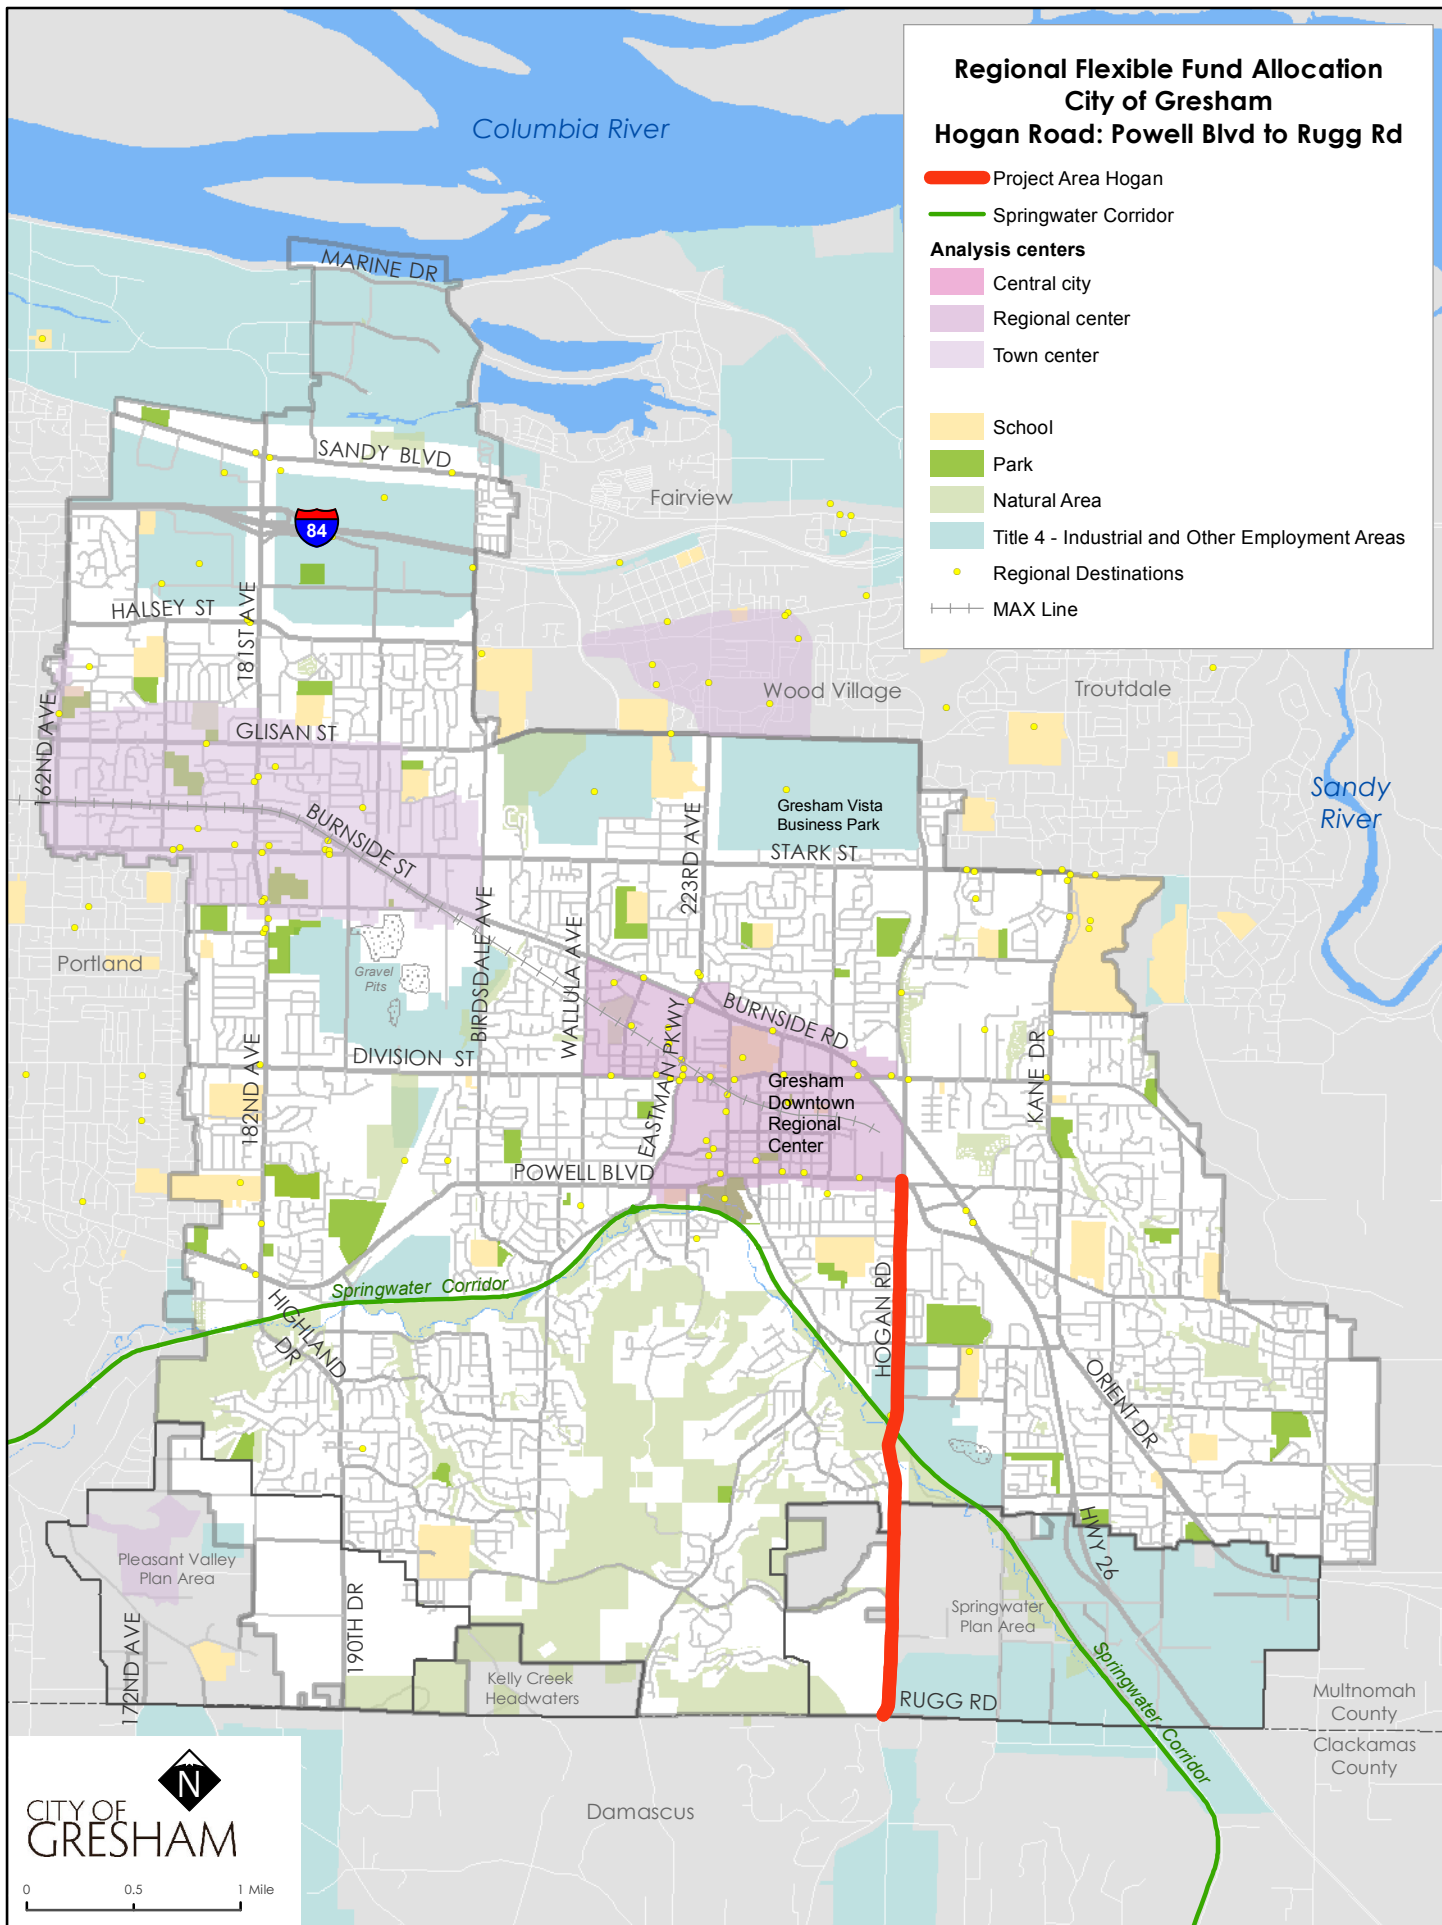 Regional Flexible Fund Allocation
City of Gresham
Hogan Road: Powell Blvd to Rugg Rd
Project Area Hogan
Springwater Corridor
Analysis centers
Central city
Regional center
Town center
School
Park
Natural Area
Title 4 - Industrial and Other Employment Areas
Regional Destinations
MAX Line
Columbia River
MARINE DR
SANDY BLVD
Fairview
84
HALSEY ST
181ST AVE
Wood Village
Troutdale
162ND AVE
GLISAN ST
Sandy
River
BURNSIDE ST
223RD AVE
Gresham Vista
Business Park
STARK ST
Portland
Gravel
Pits
BIRDSDALE AVE
WALLULA AVE
EASTMAN PKWY
BURNSIDE RD
182ND AVE
DIVISION ST
KANE DR
Gresham
Downtown
Regional
Center
POWELL BLVD
Springwater Corridor
HIGHLAND
DR
HOGAN RD
ORIENT DR
HWY 26
Pleasant Valley
Plan Area
172ND AVE
190TH DR
Kelly Creek
Headwaters
Springwater
Plan Area
Springwater Corridor
RUGG RD
Multnomah
County
Clackamas
County
Damascus
N
CITY OF
GRESHAM
0 0.5 1 Mile